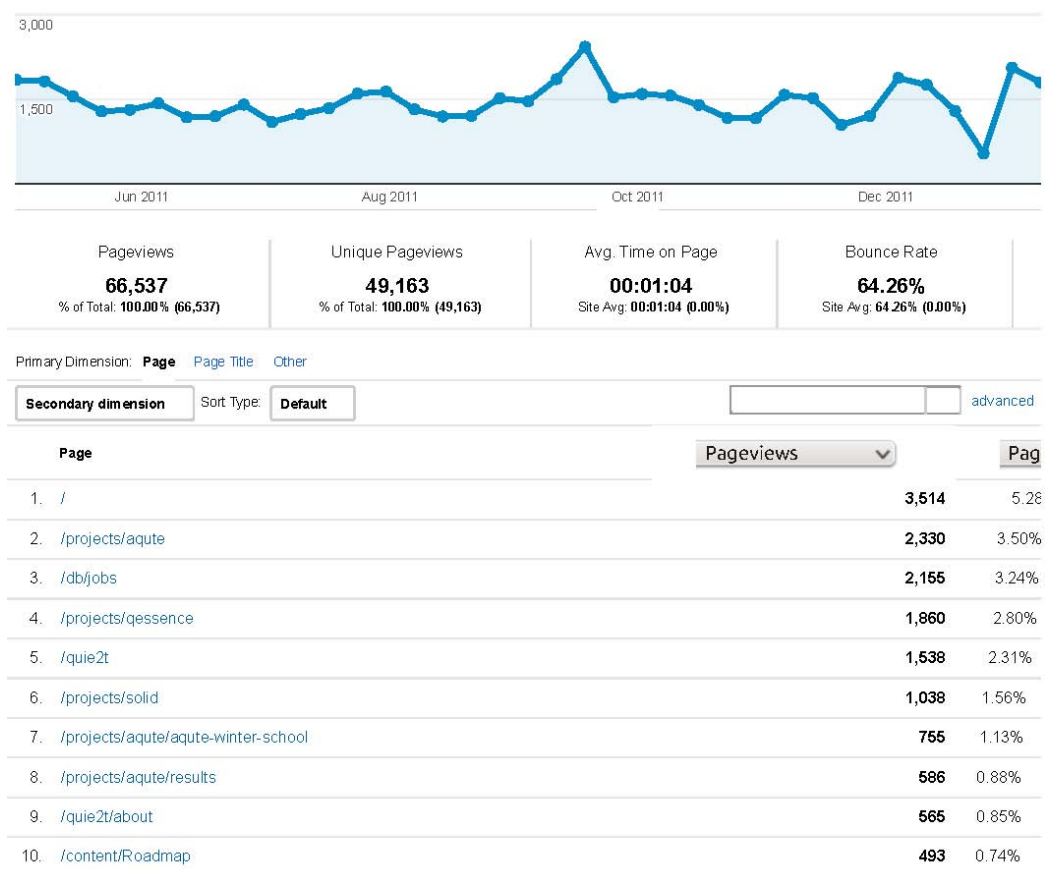 3,000
1,500
Jun 2011 Aug 2011 Oct 2011 Dec 2011
Pageviews Unique Pageviews Avg. Time on Page Bounce Rate
66,537 49,163 00:01:04 64.26%
% of Total: 100.00% (66,537) % of Total: 100.00% (49,163) Site Avg: 00:01:04 (0.00%) Site Avg: 64.26% (0.00%)
Primary Dimension: Page Page Title Other
Secondary dimension Sort Type: Default advanced
Page Pageviews Pag
1. / 3,514 5.28
2. /projects/aqute 2,330 3.50%
3. /db/jobs 2,155 3.24%
4. /projects/qessence 1,860 2.80%
5. /quie2t 1,538 2.31%
6. /projects/solid 1,038 1.56%
7. /projects/aqute/aqute-winter-school 755 1.13%
8. /projects/aqute/results 586 0.88%
9. /quie2t/about 565 0.85%
10. /content/Roadmap 493 0.74%